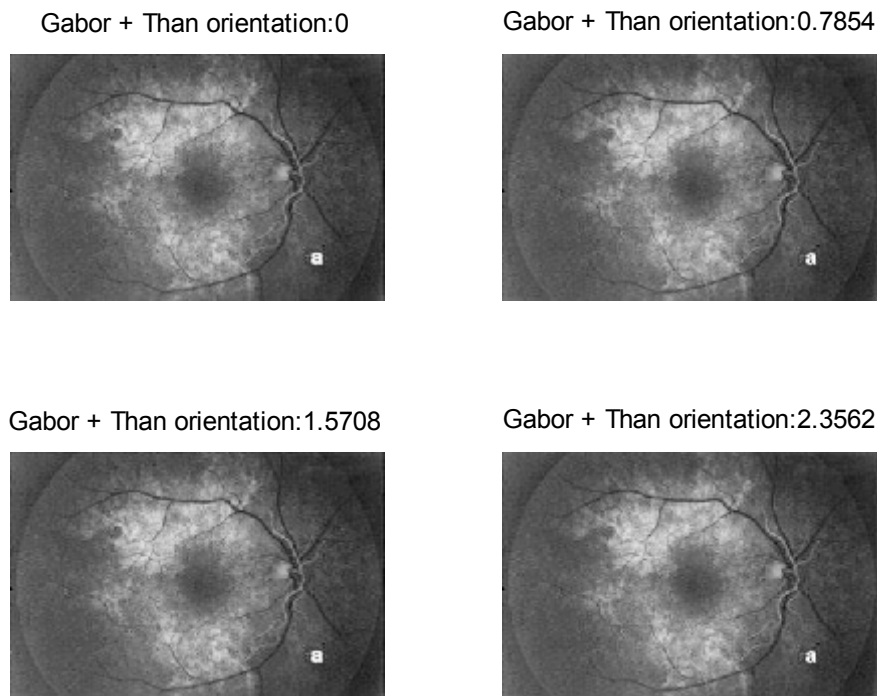 Gabor + Than orientation:0
Gabor + Than orientation:0.7854
a
a
Gabor + Than orientation:1.5708
Gabor + Than orientation:2.3562
a
a